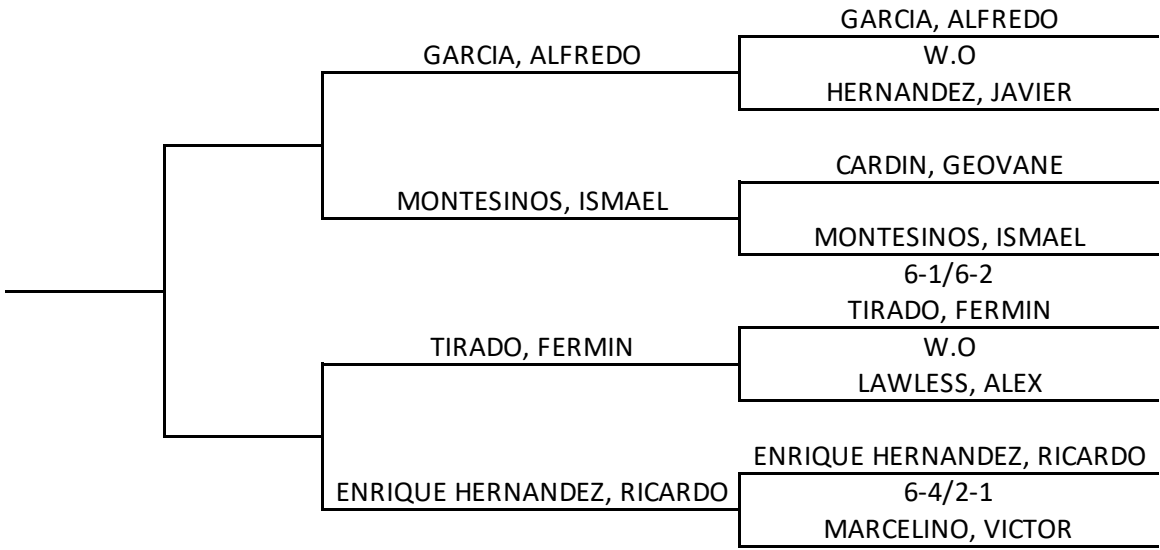 GARCIA, ALFREDO
W.O
GARCIA, ALFREDO
HERNANDEZ, JAVIER
CARDIN, GEOVANE
MONTESINOS, ISMAEL
MONTESINOS, ISMAEL
6-1/6-2
TIRADO, FERMIN
TIRADO, FERMIN
W.O
LAWLESS, ALEX
ENRIQUE HERNANDEZ, RICARDO
ENRIQUE HERNANDEZ, RICARDO
6-4/2-1
MARCELINO, VICTOR